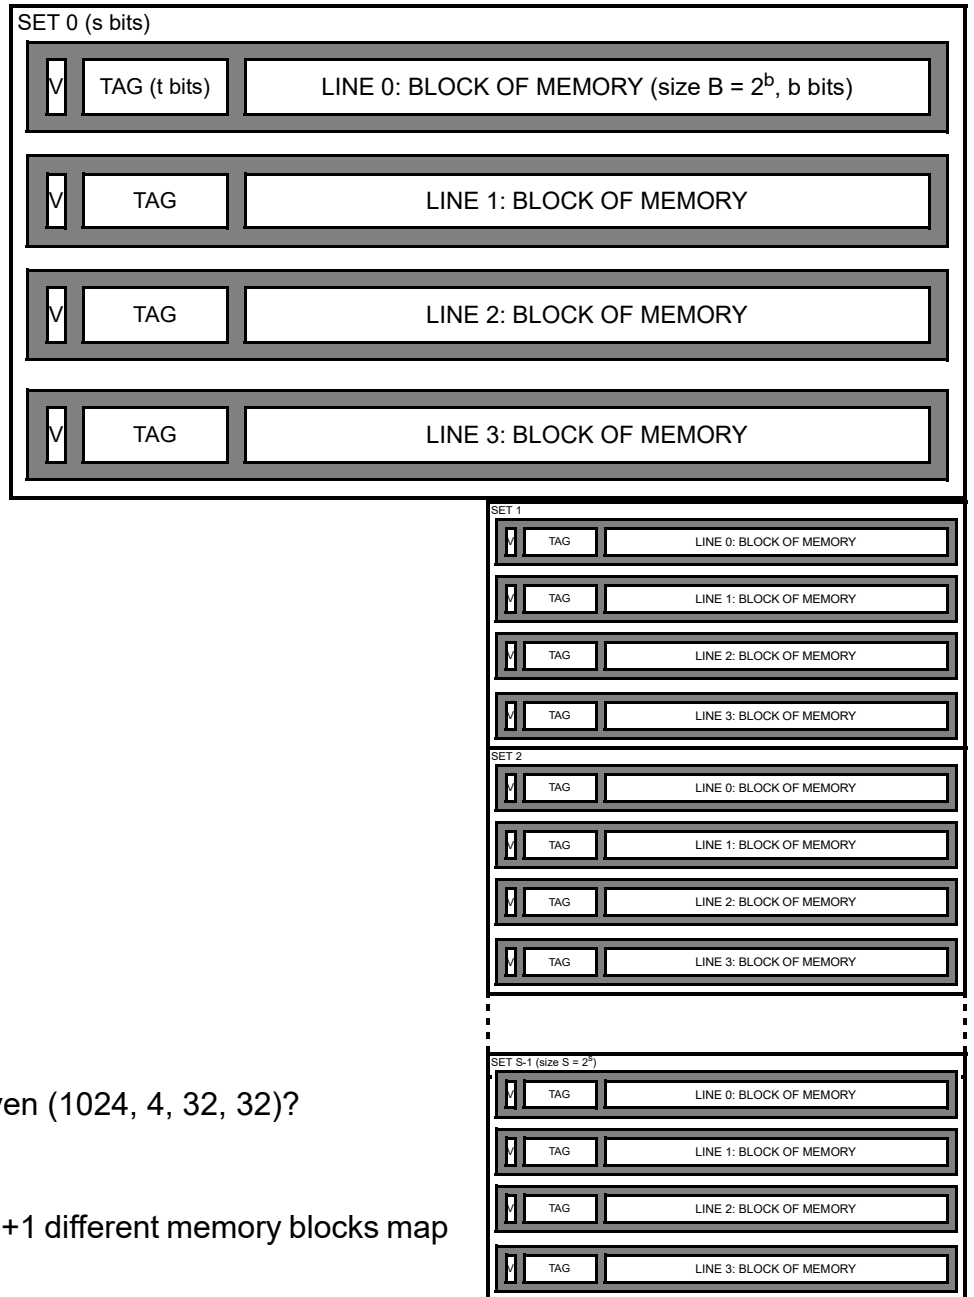 SET 0 (s bits)
V TAG (t bits) LINE 0: BLOCK OF MEMORY (size B = 2^b, b bits)
V TAG LINE 1: BLOCK OF MEMORY
V TAG LINE 2: BLOCK OF MEMORY
V TAG LINE 3: BLOCK OF MEMORY
SET 1
V TAG LINE 0: BLOCK OF MEMORY
V TAG LINE 1: BLOCK OF MEMORY
V TAG LINE 2: BLOCK OF MEMORY
V TAG LINE 3: BLOCK OF MEMORY
SET 2
V TAG LINE 0: BLOCK OF MEMORY
V TAG LINE 1: BLOCK OF MEMORY
V TAG LINE 2: BLOCK OF MEMORY
V TAG LINE 3: BLOCK OF MEMORY
SET S-1 (size S = 2^s)
V TAG LINE 0: BLOCK OF MEMORY
V TAG LINE 1: BLOCK OF MEMORY
V TAG LINE 2: BLOCK OF MEMORY
V TAG LINE 3: BLOCK OF MEMORY
(1024, 4, 32, 32)?
+1 different memory blocks map